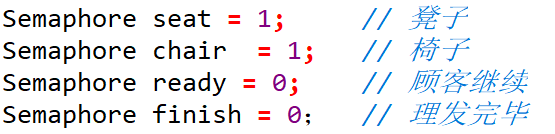 Semaphore seat = 1;     // 凳子
Semaphore chair  = 1;   // 椅子
Semaphore ready = 0;    // 顾客继续
Semaphore finish = 0;   // 理发完毕